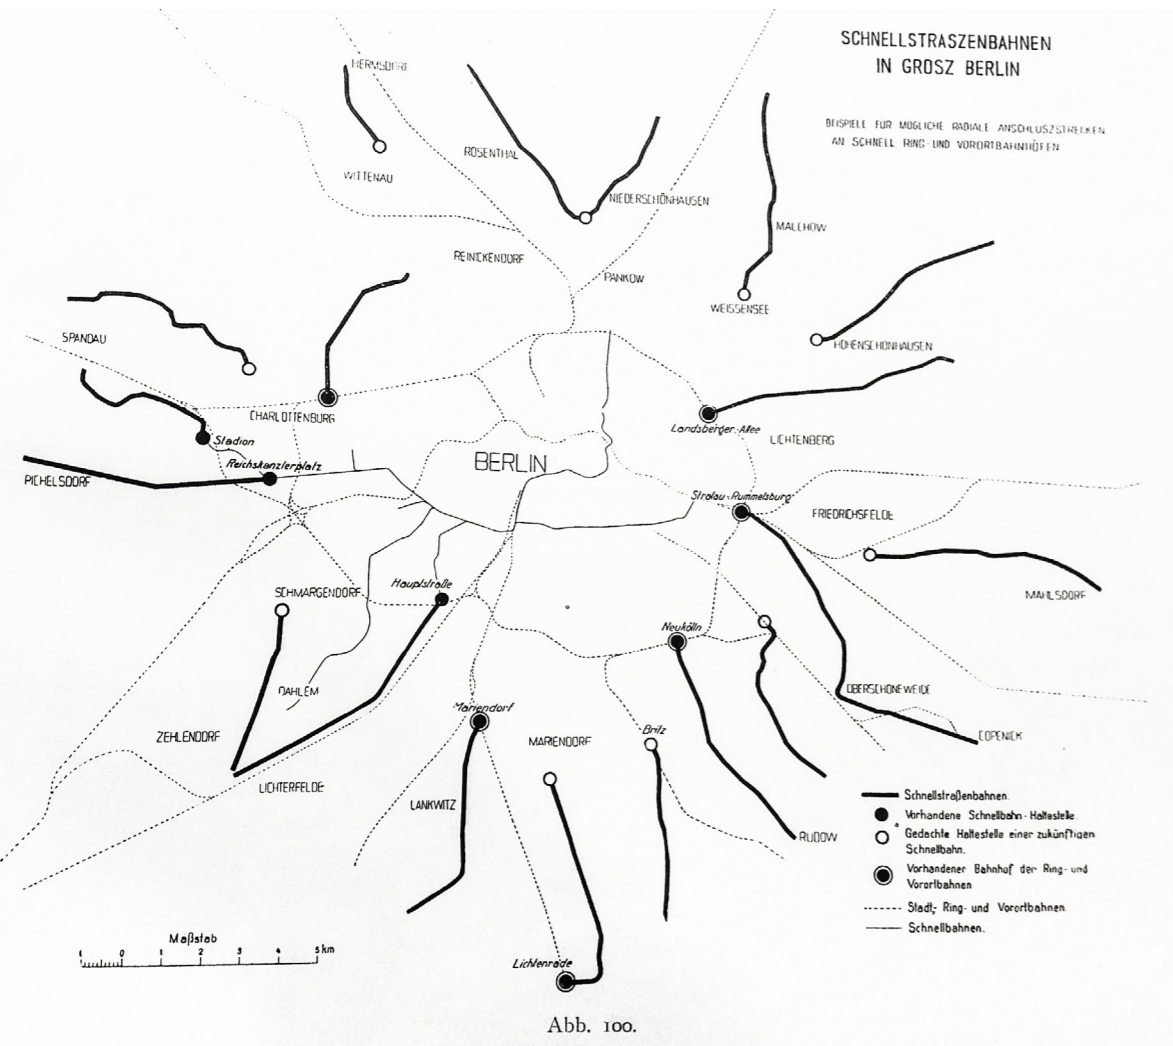 SCHNELLSTRASZENBAHNEN
IN GROSZ BERLIN
BEISPIELE FÜR MÖGLICHE RADIALE ANSCHLUSZSTRECKEN
AN SCHNELL RING- UND VORORTBAHNHÖFEN
HERMSDORF
WITTENAU
ROSENTHAL
NIEDERSCHÖNHAUSEN
REINICKENDORF
PANKOW
MALCHOW
WEISSENSEE
HOHENSCHÖNHAUSEN
SPANDAU
CHARLOTTENBURG
Stadion
Reichskanzlerplatz
PICHELSDORF
BERLIN
Landsberger-Allee
LICHTENBERG
Stralau-Rummelsburg
FRIEDRICHSFELDE
MAHLSDORF
SCHMARGENDORF
Hauptstraße
Neukölln
DAHLEM
OBERSCHÖNEWEIDE
CÖPENICK
ZEHLENDORF
LICHTERFELDE
Mariendorf
MARIENDORF
Britz
LANKWITZ
RUDOW
Lichtenrade
Schnellstraßenbahnen.
Vorhandene Schnellbahn-Haltestelle.
Gedachte Haltestelle einer zukünftigen
Schnellbahn.
Vorhandener Bahnhof der Ring- und
Vorortbahnen
Stadt-, Ring- und Vorortbahnen.
Schnellbahnen.
Maßstab
1 0 1 2 3 4 5 km
Abb. 100.